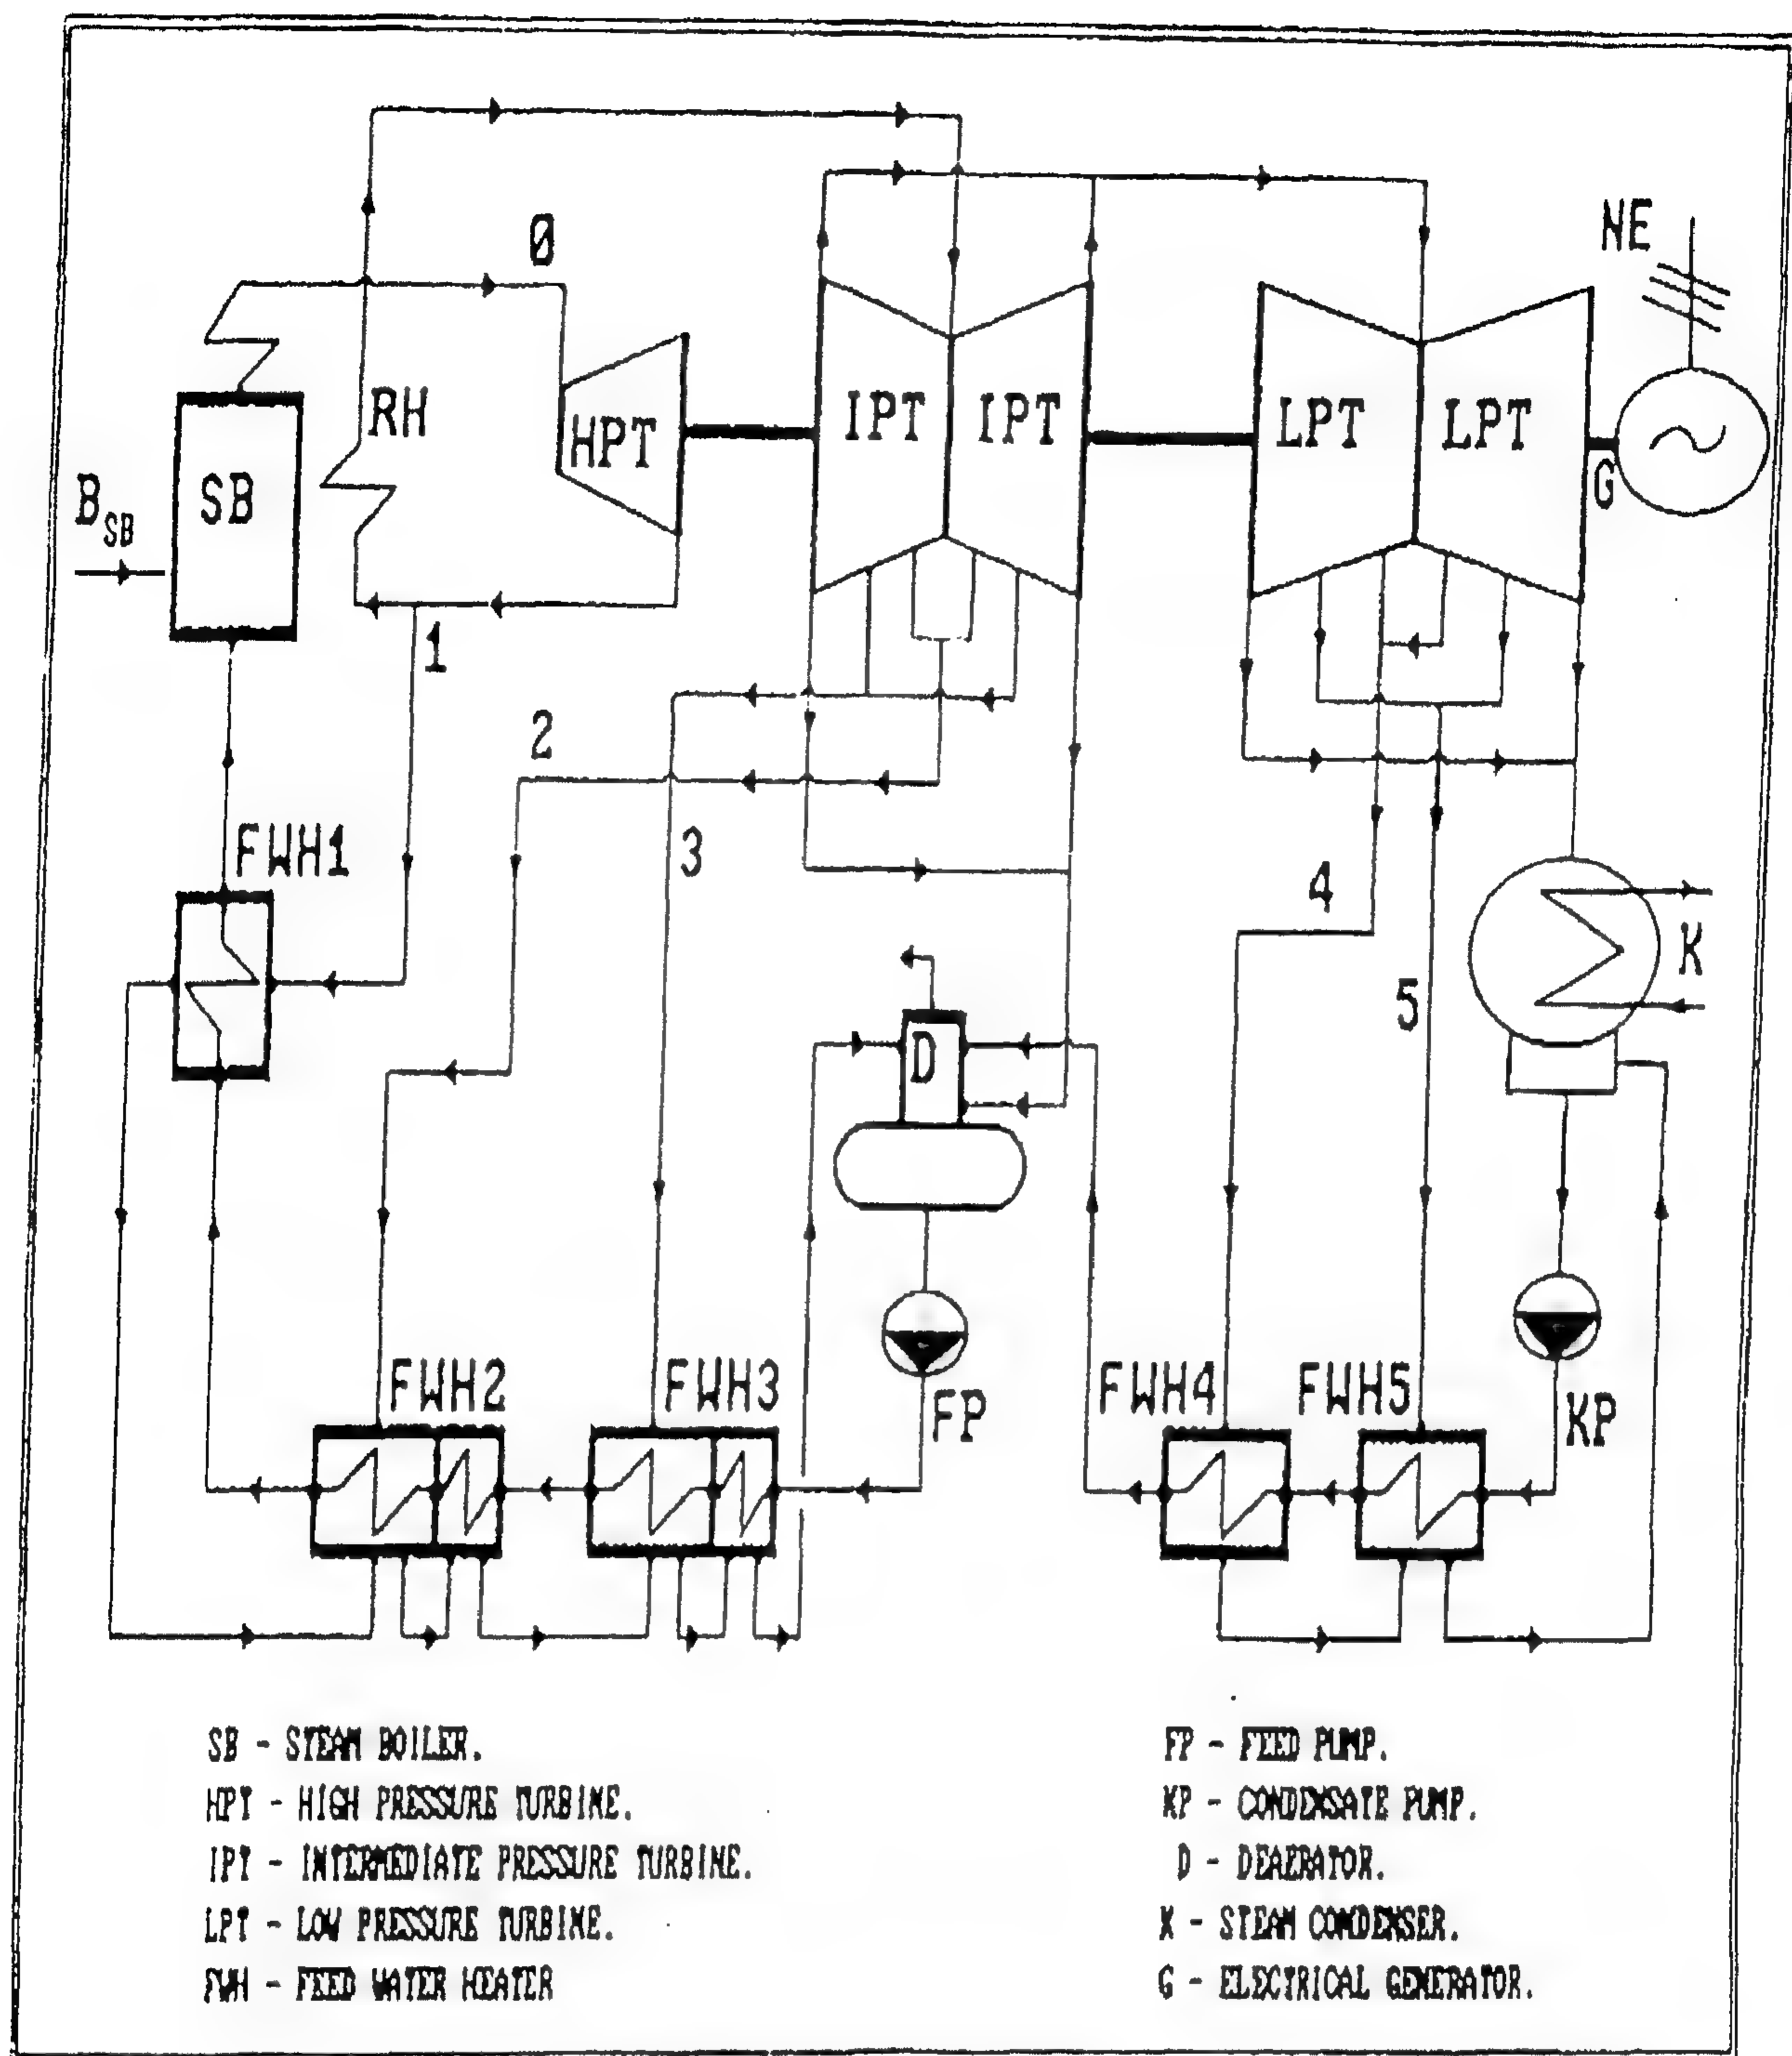 0
NE
RH
HPT
IPT
IPT
LPT
LPT
G
B_SB
SB
1
2
3
FWH1
4
K
5
D
FWH2
FWH3
FP
FWH4
FWH5
KP
SB - STEAM BOILER.
HPT - HIGH PRESSURE TURBINE.
IPT - INTERMEDIATE PRESSURE TURBINE.
LPT - LOW PRESSURE TURBINE.
FWH - FEED WATER HEATER
FP - FEED PUMP.
KP - CONDENSATE PUMP.
D - DEAERATOR.
K - STEAM CONDENSER.
G - ELECTRICAL GENERATOR.